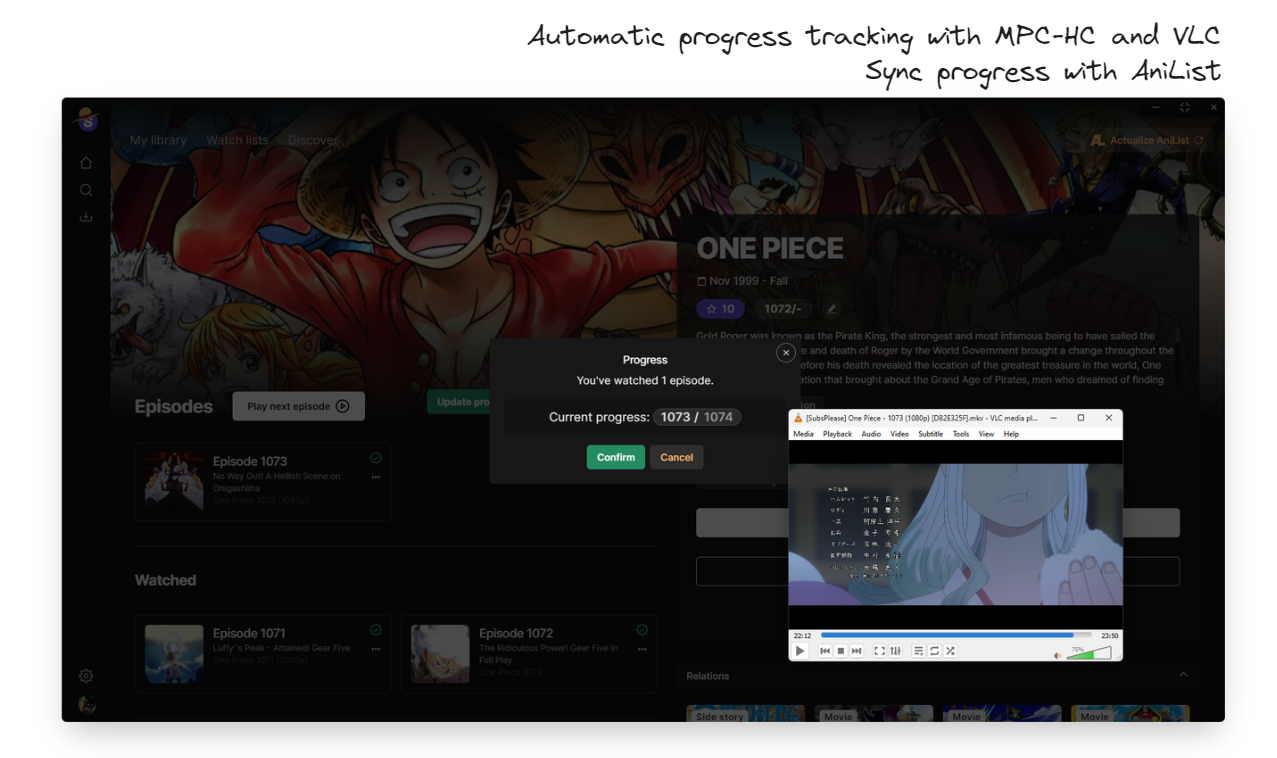 Automatic progress tracking with MPC-HC and VLC
Sync progress with AniList
S
My library
Watch lists
Discover
Actualize AniList
ONE PIECE
Nov 1999 - Fall
10
1072/-
Gold Roger was known as the Pirate King, the strongest and most infamous being to have sailed the
e and death of Roger by the World Government brought a change throughout the
efore his death revealed the location of the greatest treasure in the world, One
ation that brought about the Grand Age of Pirates, men who dreamed of finding
ion
Episodes
Play next episode
Update pro
Progress
You've watched 1 episode.
Current progress: 1073 / 1074
Confirm
Cancel
Episode 1073
No Way Out! A Hellish Scene on
Onigashima
One Piece 1073 (1080p)
[SubsPlease] One Piece - 1073 (1080p) [DB2E325F].mkv - VLC media pl...
Media Playback Audio Video Subtitle Tools View Help
22:12
23:50
75%
Watched
Episode 1071
Luffy's Peak - Attained! Gear Five
One Piece 1071 (1080p)
Episode 1072
The Ridiculous Power! Gear Five in
Full Play
One Piece 1072
Relations
Side story
Movie
Movie
Movie